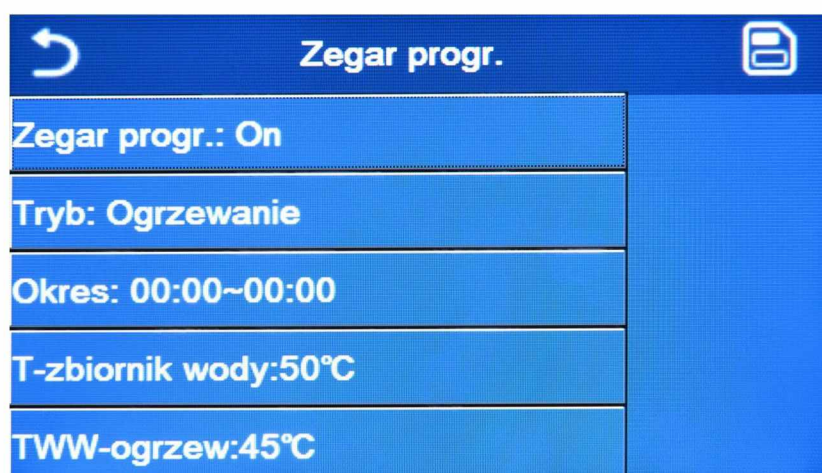 Zegar progr.
Zegar progr.: On
Tryb: Ogrzewanie
Okres: 00:00~00:00
T-zbiornik wody:50℃
TWW-ogrzew:45℃